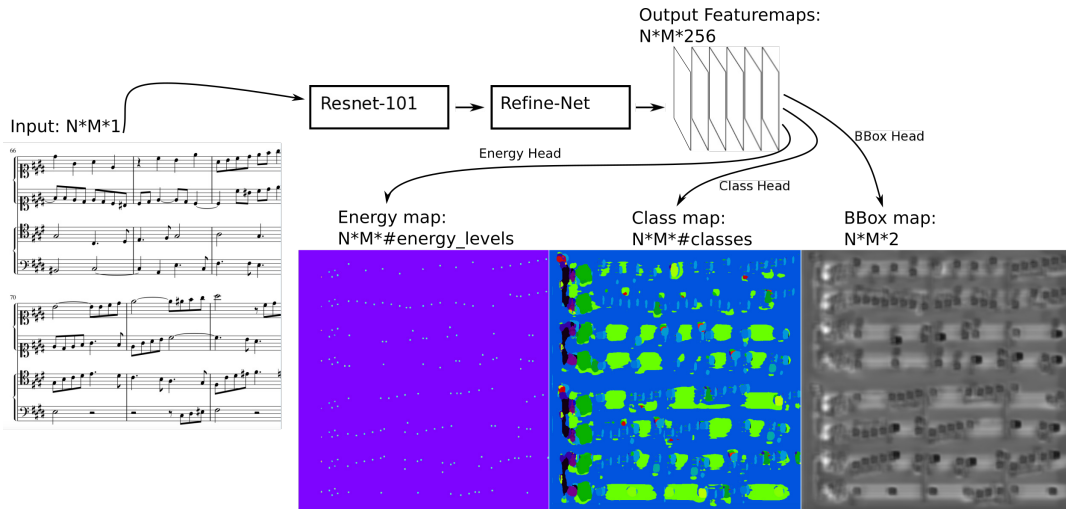 Output Featuremaps:
N*M*256
Resnet-101
Refine-Net
Input: N*M*1
BBox Head
Energy Head
Class Head
Energy map:
N*M*#energy_levels
Class map:
N*M*#classes
BBox map:
N*M*2
66
70